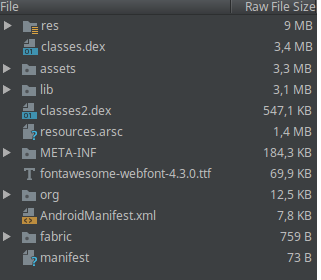 File Raw File Size
res 9 MB
classes.dex 3,4 MB
assets 3,3 MB
lib 3,1 MB
classes2.dex 547,1 KB
resources.arsc 1,4 MB
META-INF 184,3 KB
fontawesome-webfont-4.3.0.ttf 69,9 KB
org 12,5 KB
AndroidManifest.xml 7,8 KB
fabric 759 B
manifest 73 B